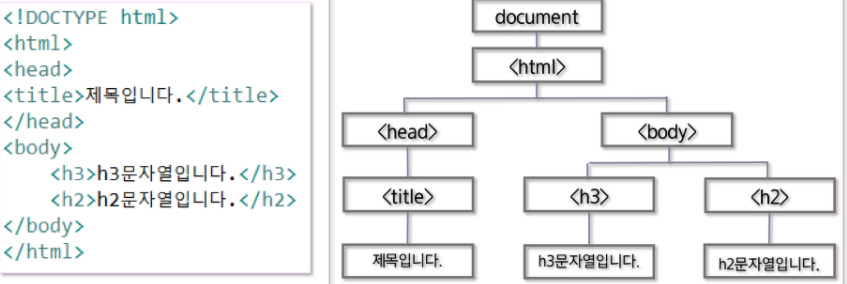 <!DOCTYPE html>
<html>
<head>
<title>제목입니다.</title>
</head>
<body>
<h3>h3문자열입니다.</h3>
<h2>h2문자열입니다.</h2>
</body>
</html>
document
<html>
<head>
<body>
<title>
<h3>
<h2>
제목입니다.
h3문자열입니다.
h2문자열입니다.